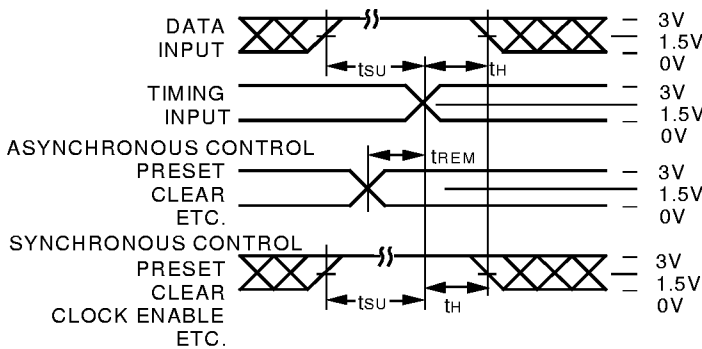 DATA INPUT
3V
1.5V
0V
tSU
tH
TIMING INPUT
3V
1.5V
0V
ASYNCHRONOUS CONTROL
tREM
PRESET
CLEAR
ETC.
3V
1.5V
0V
SYNCHRONOUS CONTROL
PRESET
CLEAR
CLOCK ENABLE
ETC.
3V
1.5V
0V
tSU
tH